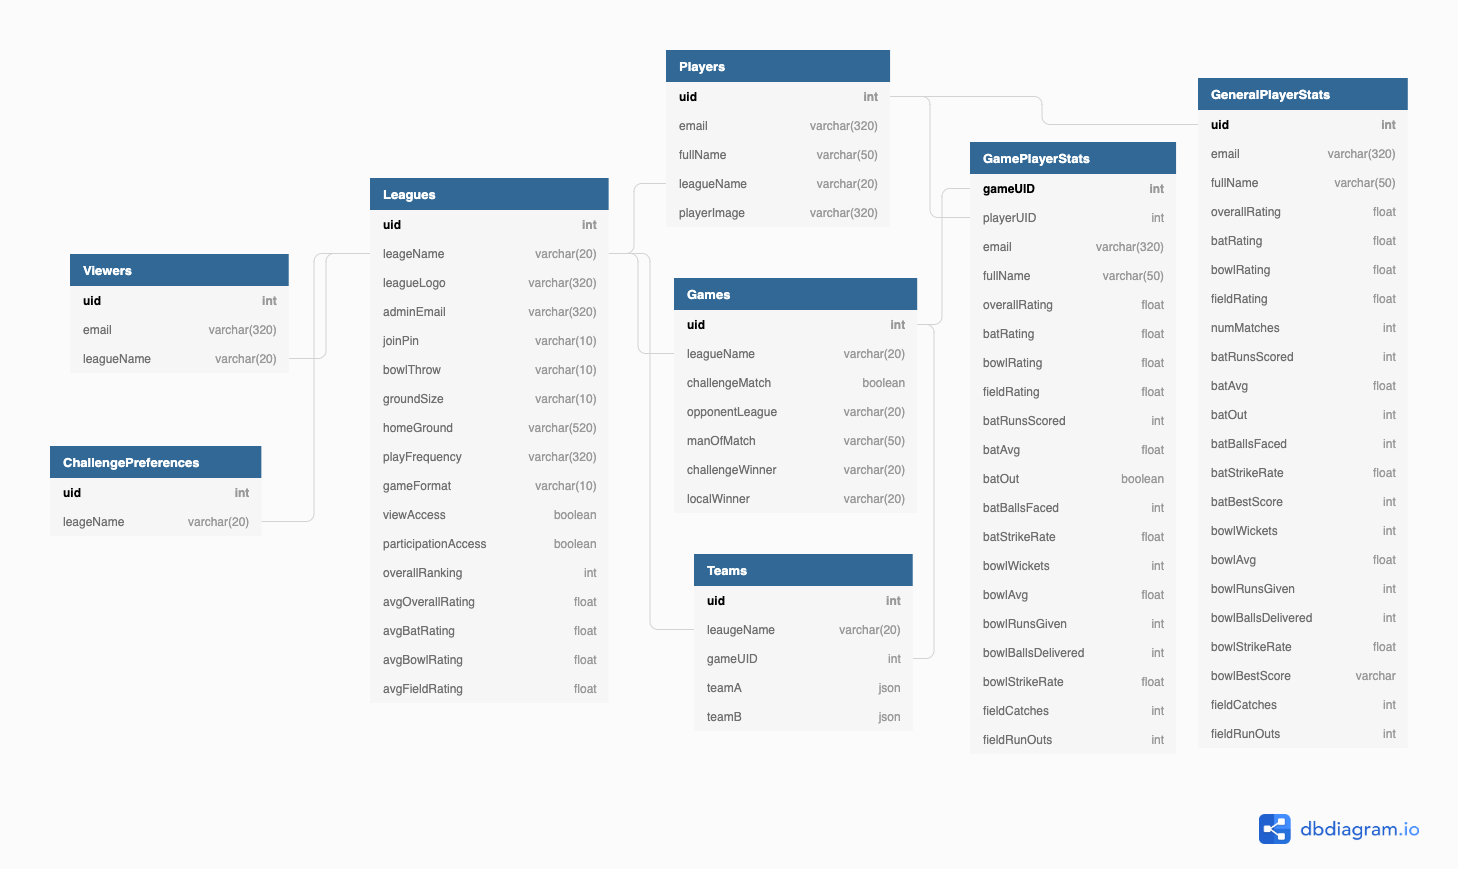 Players
uid int
email varchar(320)
fullName varchar(50)
leagueName varchar(20)
playerImage varchar(320)
GeneralPlayerStats
uid int
email varchar(320)
fullName varchar(50)
overallRating float
batRating float
bowlRating float
fieldRating float
numMatches int
batRunsScored int
batAvg float
batOut int
batBallsFaced int
batStrikeRate float
batBestScore int
bowlWickets int
bowlAvg float
bowlRunsGiven int
bowlBallsDelivered int
bowlStrikeRate float
bowlBestScore varchar
fieldCatches int
fieldRunOuts int
GamePlayerStats
gameUID int
playerUID int
email varchar(320)
fullName varchar(50)
overallRating float
batRating float
bowlRating float
fieldRating float
batRunsScored int
batAvg float
batOut boolean
batBallsFaced int
batStrikeRate float
bowlWickets int
bowlAvg float
bowlRunsGiven int
bowlBallsDelivered int
bowlStrikeRate float
fieldCatches int
fieldRunOuts int
Leagues
uid int
leageName varchar(20)
leagueLogo varchar(320)
adminEmail varchar(320)
joinPin varchar(10)
bowlThrow varchar(10)
groundSize varchar(10)
homeGround varchar(520)
playFrequency varchar(320)
gameFormat varchar(10)
viewAccess boolean
participationAccess boolean
overallRanking int
avgOverallRating float
avgBatRating float
avgBowlRating float
avgFieldRating float
Viewers
uid int
email varchar(320)
leagueName varchar(20)
Games
uid int
leagueName varchar(20)
challengeMatch boolean
opponentLeague varchar(20)
manOfMatch varchar(50)
challengeWinner varchar(20)
localWinner varchar(20)
ChallengePreferences
uid int
leageName varchar(20)
Teams
uid int
leaugeName varchar(20)
gameUID int
teamA json
teamB json
dbdiagram.io